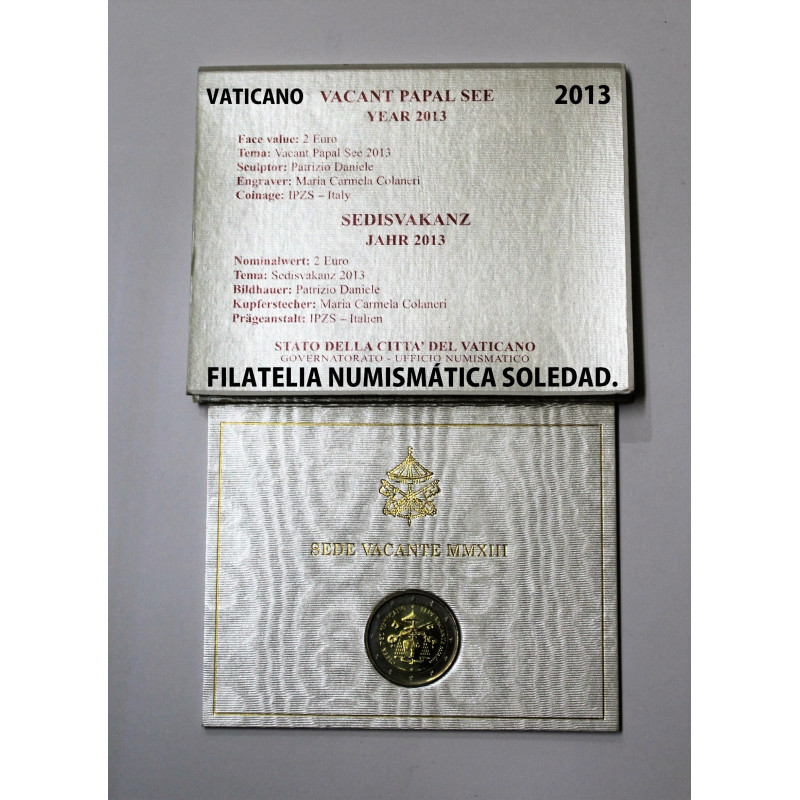 VATICANO VACANT PAPAL SEE 2013
YEAR 2013
Face value: 2 Euro
Tema: Vacant Papal See 2013
Sculptor: Patrizio Daniele
Engraver: Maria Carmela Colaneri
Coinage: IPZS – Italy
SEDISVAKANZ
JAHR 2013
Nominalwert: 2 Euro
Tema: Sedisvakanz 2013
Bildhauer: Patrizio Daniele
Kupferstecher: Maria Carmela Colaneri
Prägeanstalt: IPZS – Italien
STATO DELLA CITTA' DEL VATICANO
GOVERNATORATO - UFFICIO NUMISMATICO
FILATELIA NUMISMÁTICA SOLEDAD.
SEDE VACANTE MMXIII